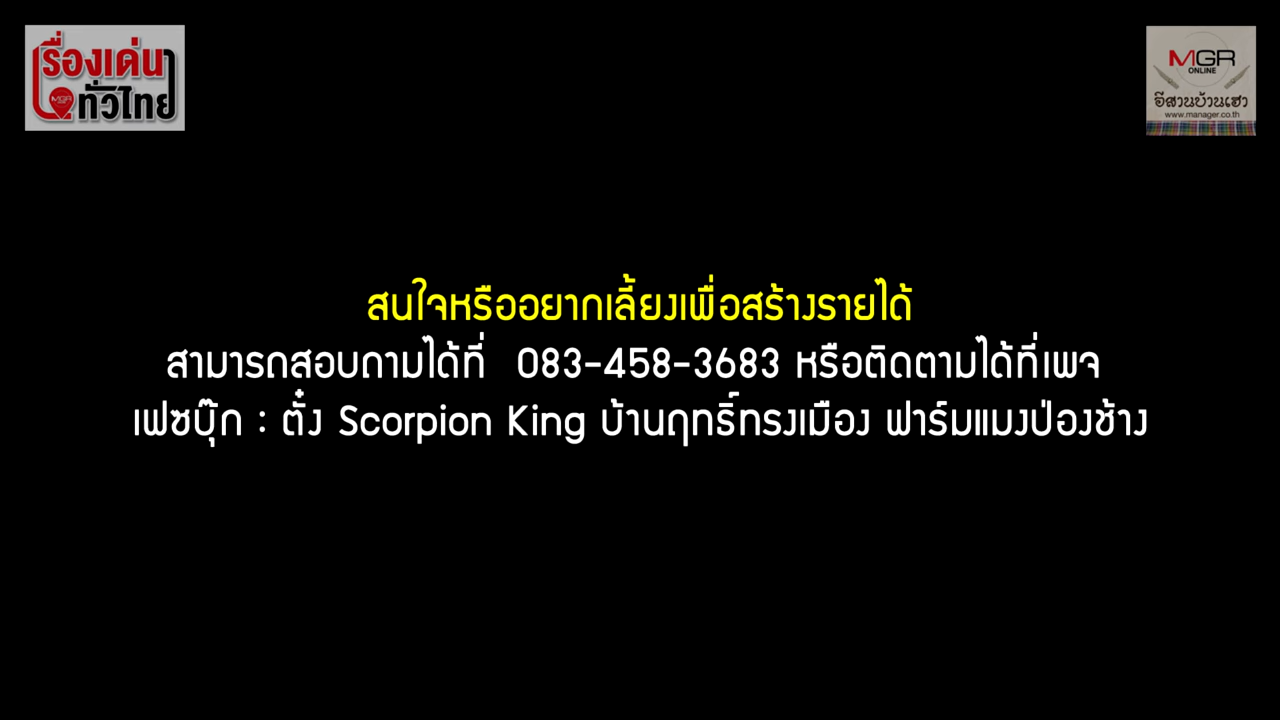 เรื่องเด่น
MGR
ทั่วไทย
MGR
ONLINE
อีสานบ้านเฮา
www.manager.co.th
สนใจหรืออยากเลี้ยงเพื่อสร้างรายได้
สามารถสอบถามได้ที่ 083-458-3683 หรือติดตามได้ที่เพจ
เฟซบุ๊ก : ตั๋ง Scorpion King บ้านฤทธิ์ทรงเมือง ฟาร์มแมงป่องช้าง